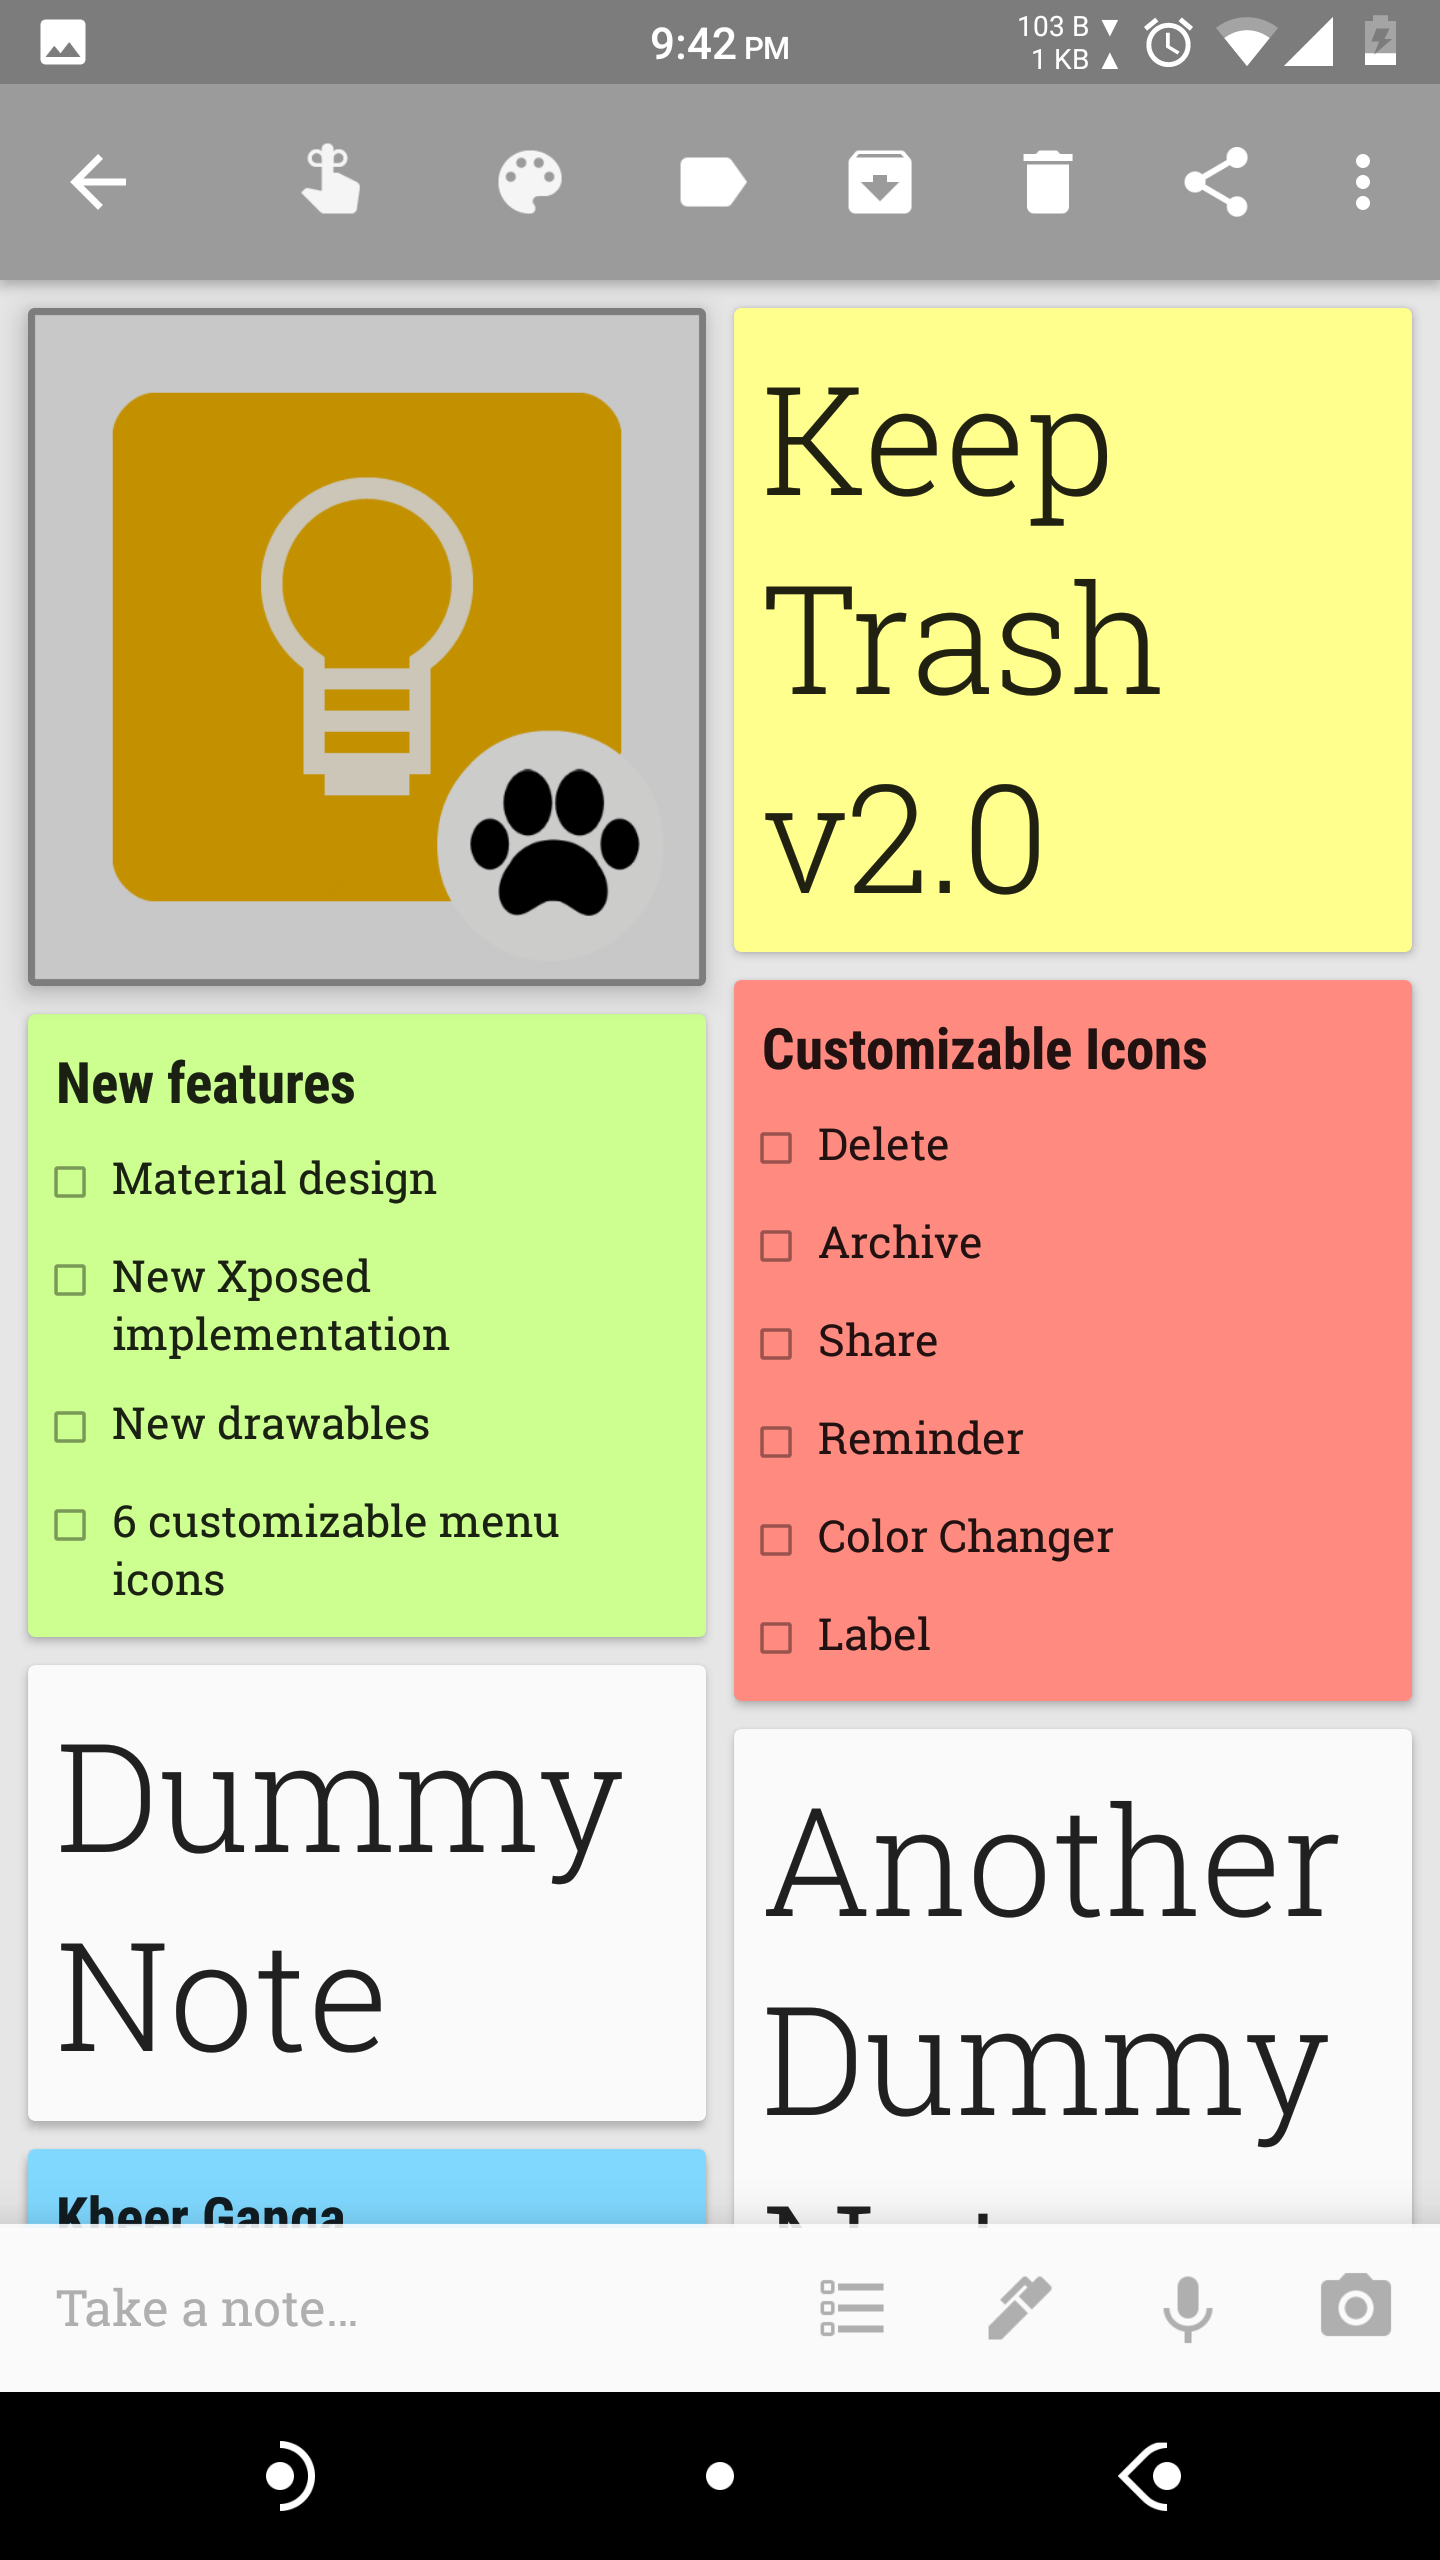 9:42 PM
103 B ▼
1 KB ▲
Keep
Trash
v2.0
New features
Material design
New Xposed
implementation
New drawables
6 customizable menu
icons
Customizable Icons
Delete
Archive
Share
Reminder
Color Changer
Label
Dummy
Note
Another
Dummy
Kheer Ganga
Take a note...